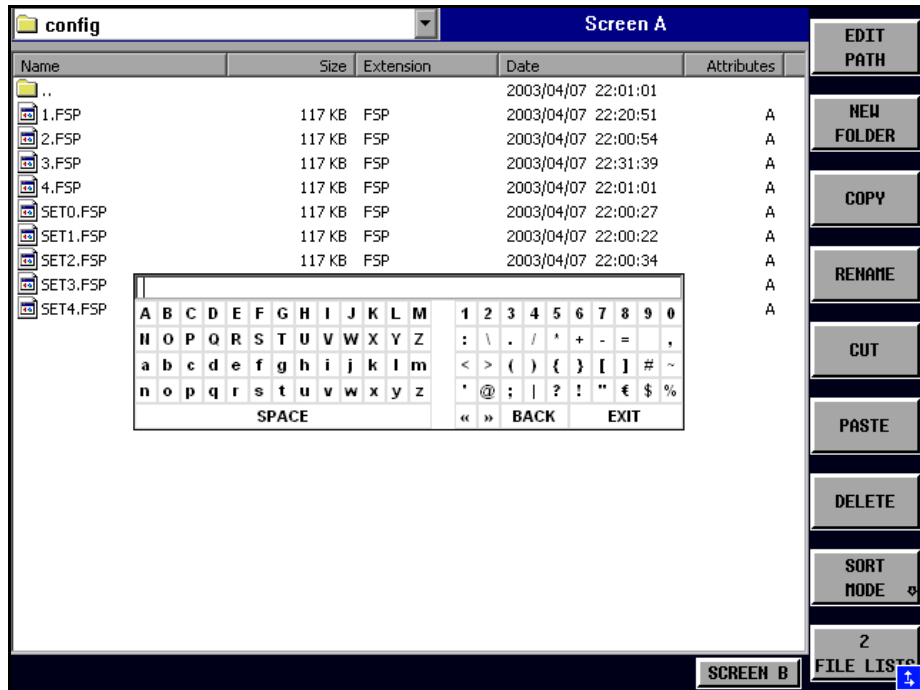 config
Screen A
Name Size Extension Date Attributes
.. 2003/04/07 22:01:01
1.FSP 117 KB FSP 2003/04/07 22:20:51 A
2.FSP 117 KB FSP 2003/04/07 22:00:54 A
3.FSP 117 KB FSP 2003/04/07 22:31:39 A
4.FSP 117 KB FSP 2003/04/07 22:01:01 A
SET0.FSP 117 KB FSP 2003/04/07 22:00:27 A
SET1.FSP 117 KB FSP 2003/04/07 22:00:22 A
SET2.FSP 117 KB FSP 2003/04/07 22:00:34 A
SET3.FSP A
SET4.FSP A
A B C D E F G H I J K L M 1 2 3 4 5 6 7 8 9 0
N O P Q R S T U V W X Y Z : \ . / * + - = ,
a b c d e f g h i j k l m < > ( ) { } [ ] # ~
n o p q r s t u v w x y z ' @ ; | ? ! " € $ %
SPACE « » BACK EXIT
EDIT
PATH
NEW
FOLDER
COPY
RENAME
CUT
PASTE
DELETE
SORT
MODE
2
FILE LISTS
SCREEN B